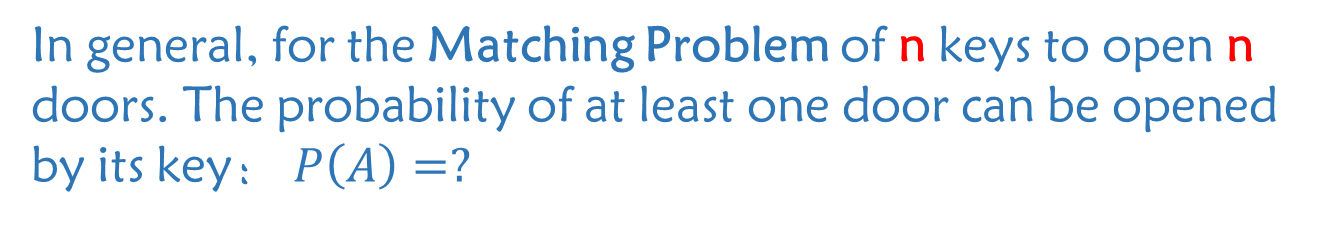 In general, for the Matching Problem of n keys to open n
doors. The probability of at least one door can be opened
by its key： P(A) =?